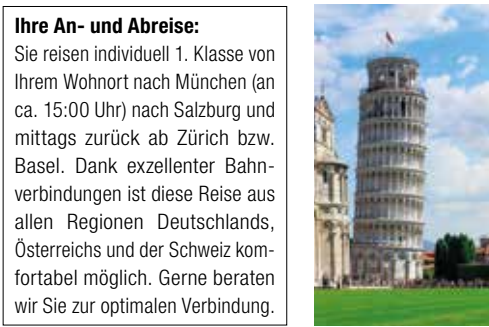 Ihre An- und Abreise:
Sie reisen individuell 1. Klasse von
Ihrem Wohnort nach München (an
ca. 15:00 Uhr) nach Salzburg und
mittags zurück ab Zürich bzw.
Basel. Dank exzellenter Bahn-
verbindungen ist diese Reise aus
allen Regionen Deutschlands,
Österreichs und der Schweiz kom-
fortabel möglich. Gerne beraten
wir Sie zur optimalen Verbindung.